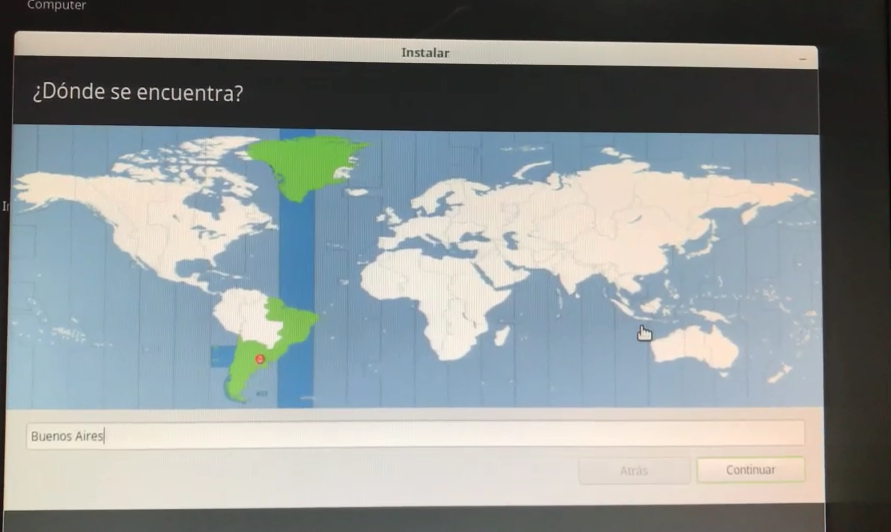 Computer
Instalar
¿Dónde se encuentra?
Buenos Aires
Atrás
Continuar